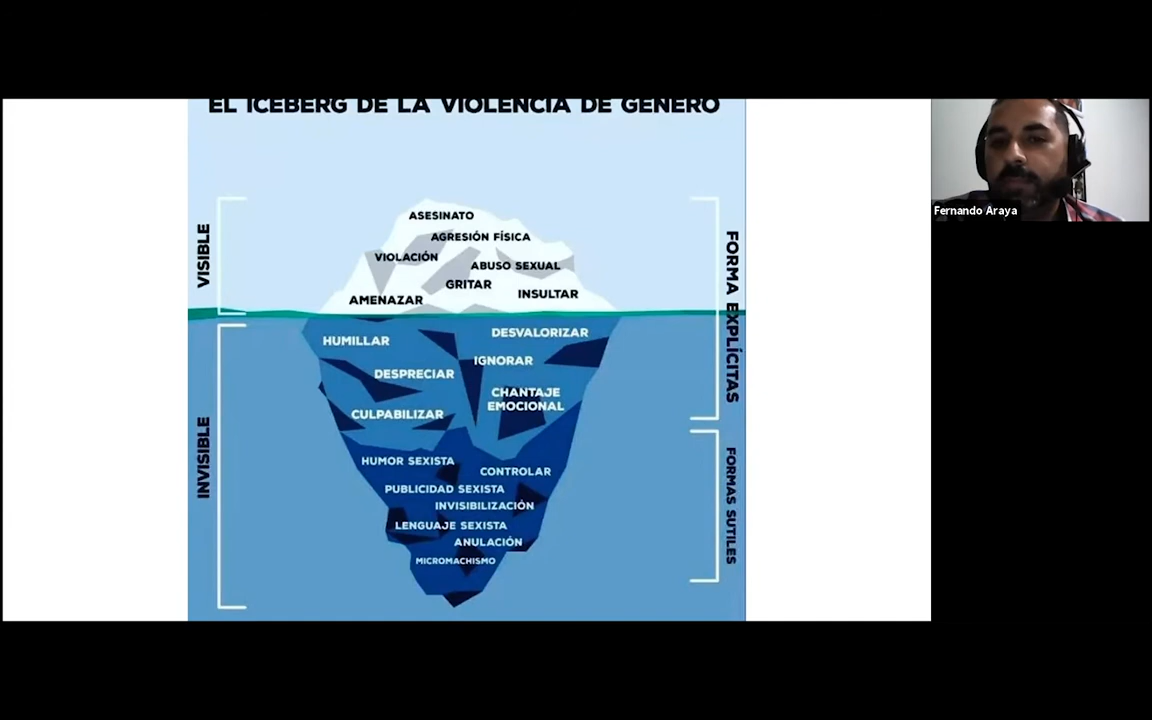 EL ICEBERG DE LA VIOLENCIA DE GÉNERO
Fernando Araya
VISIBLE
ASESINATO
AGRESIÓN FÍSICA
VIOLACIÓN
ABUSO SEXUAL
GRITAR
AMENAZAR
INSULTAR
FORMA EXPLÍCITAS
INVISIBLE
HUMILLAR
DESVALORIZAR
IGNORAR
DESPRECIAR
CHANTAJE
EMOCIONAL
CULPABILIZAR
HUMOR SEXISTA
CONTROLAR
PUBLICIDAD SEXISTA
INVISIBILIZACIÓN
LENGUAJE SEXISTA
ANULACIÓN
MICROMACHISMO
FORMAS SUTILES